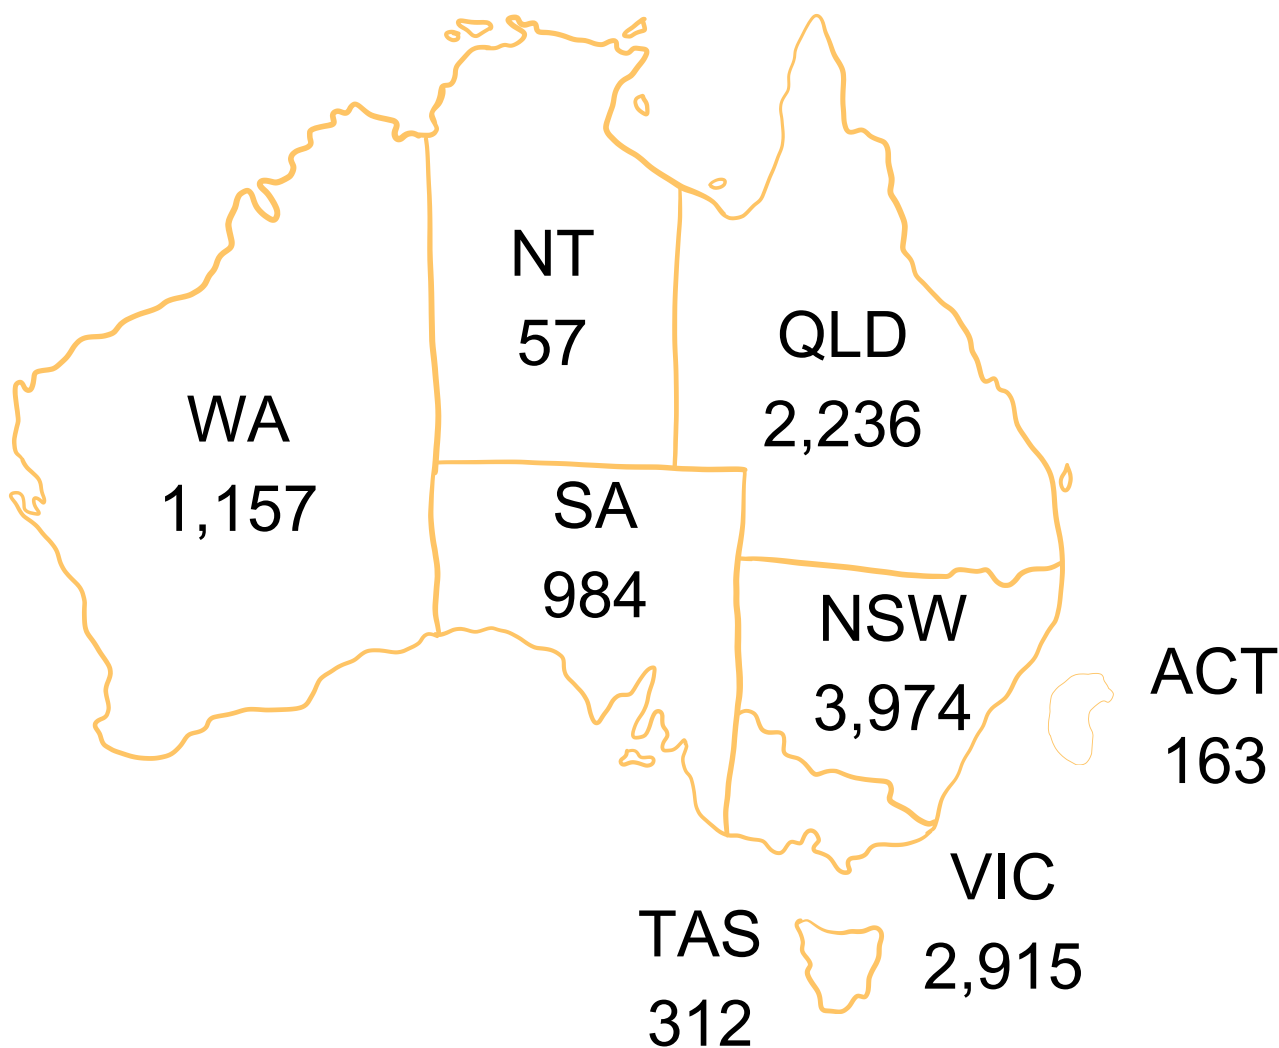 NT
57
QLD
2,236
WA
1,157
SA
984
NSW
3,974
ACT
163
VIC
2,915
TAS
312